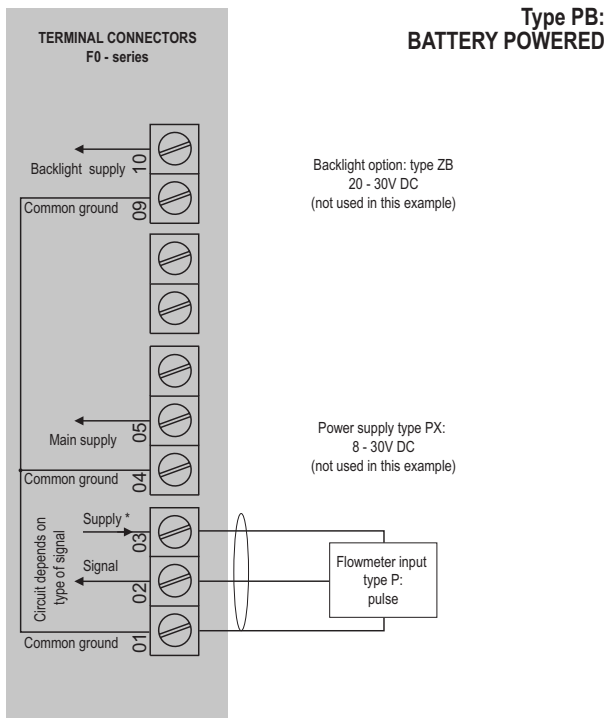 Type PB:
BATTERY POWERED
TERMINAL CONNECTORS
F0 - series
10
Backlight supply
09
Common ground
Backlight option: type ZB
20 - 30V DC
(not used in this example)
05
Main supply
04
Common ground
Power supply type PX:
8 - 30V DC
(not used in this example)
Circuit depends on
type of signal
Supply *
03
Signal
02
Common ground
01
Flowmeter input
type P:
pulse